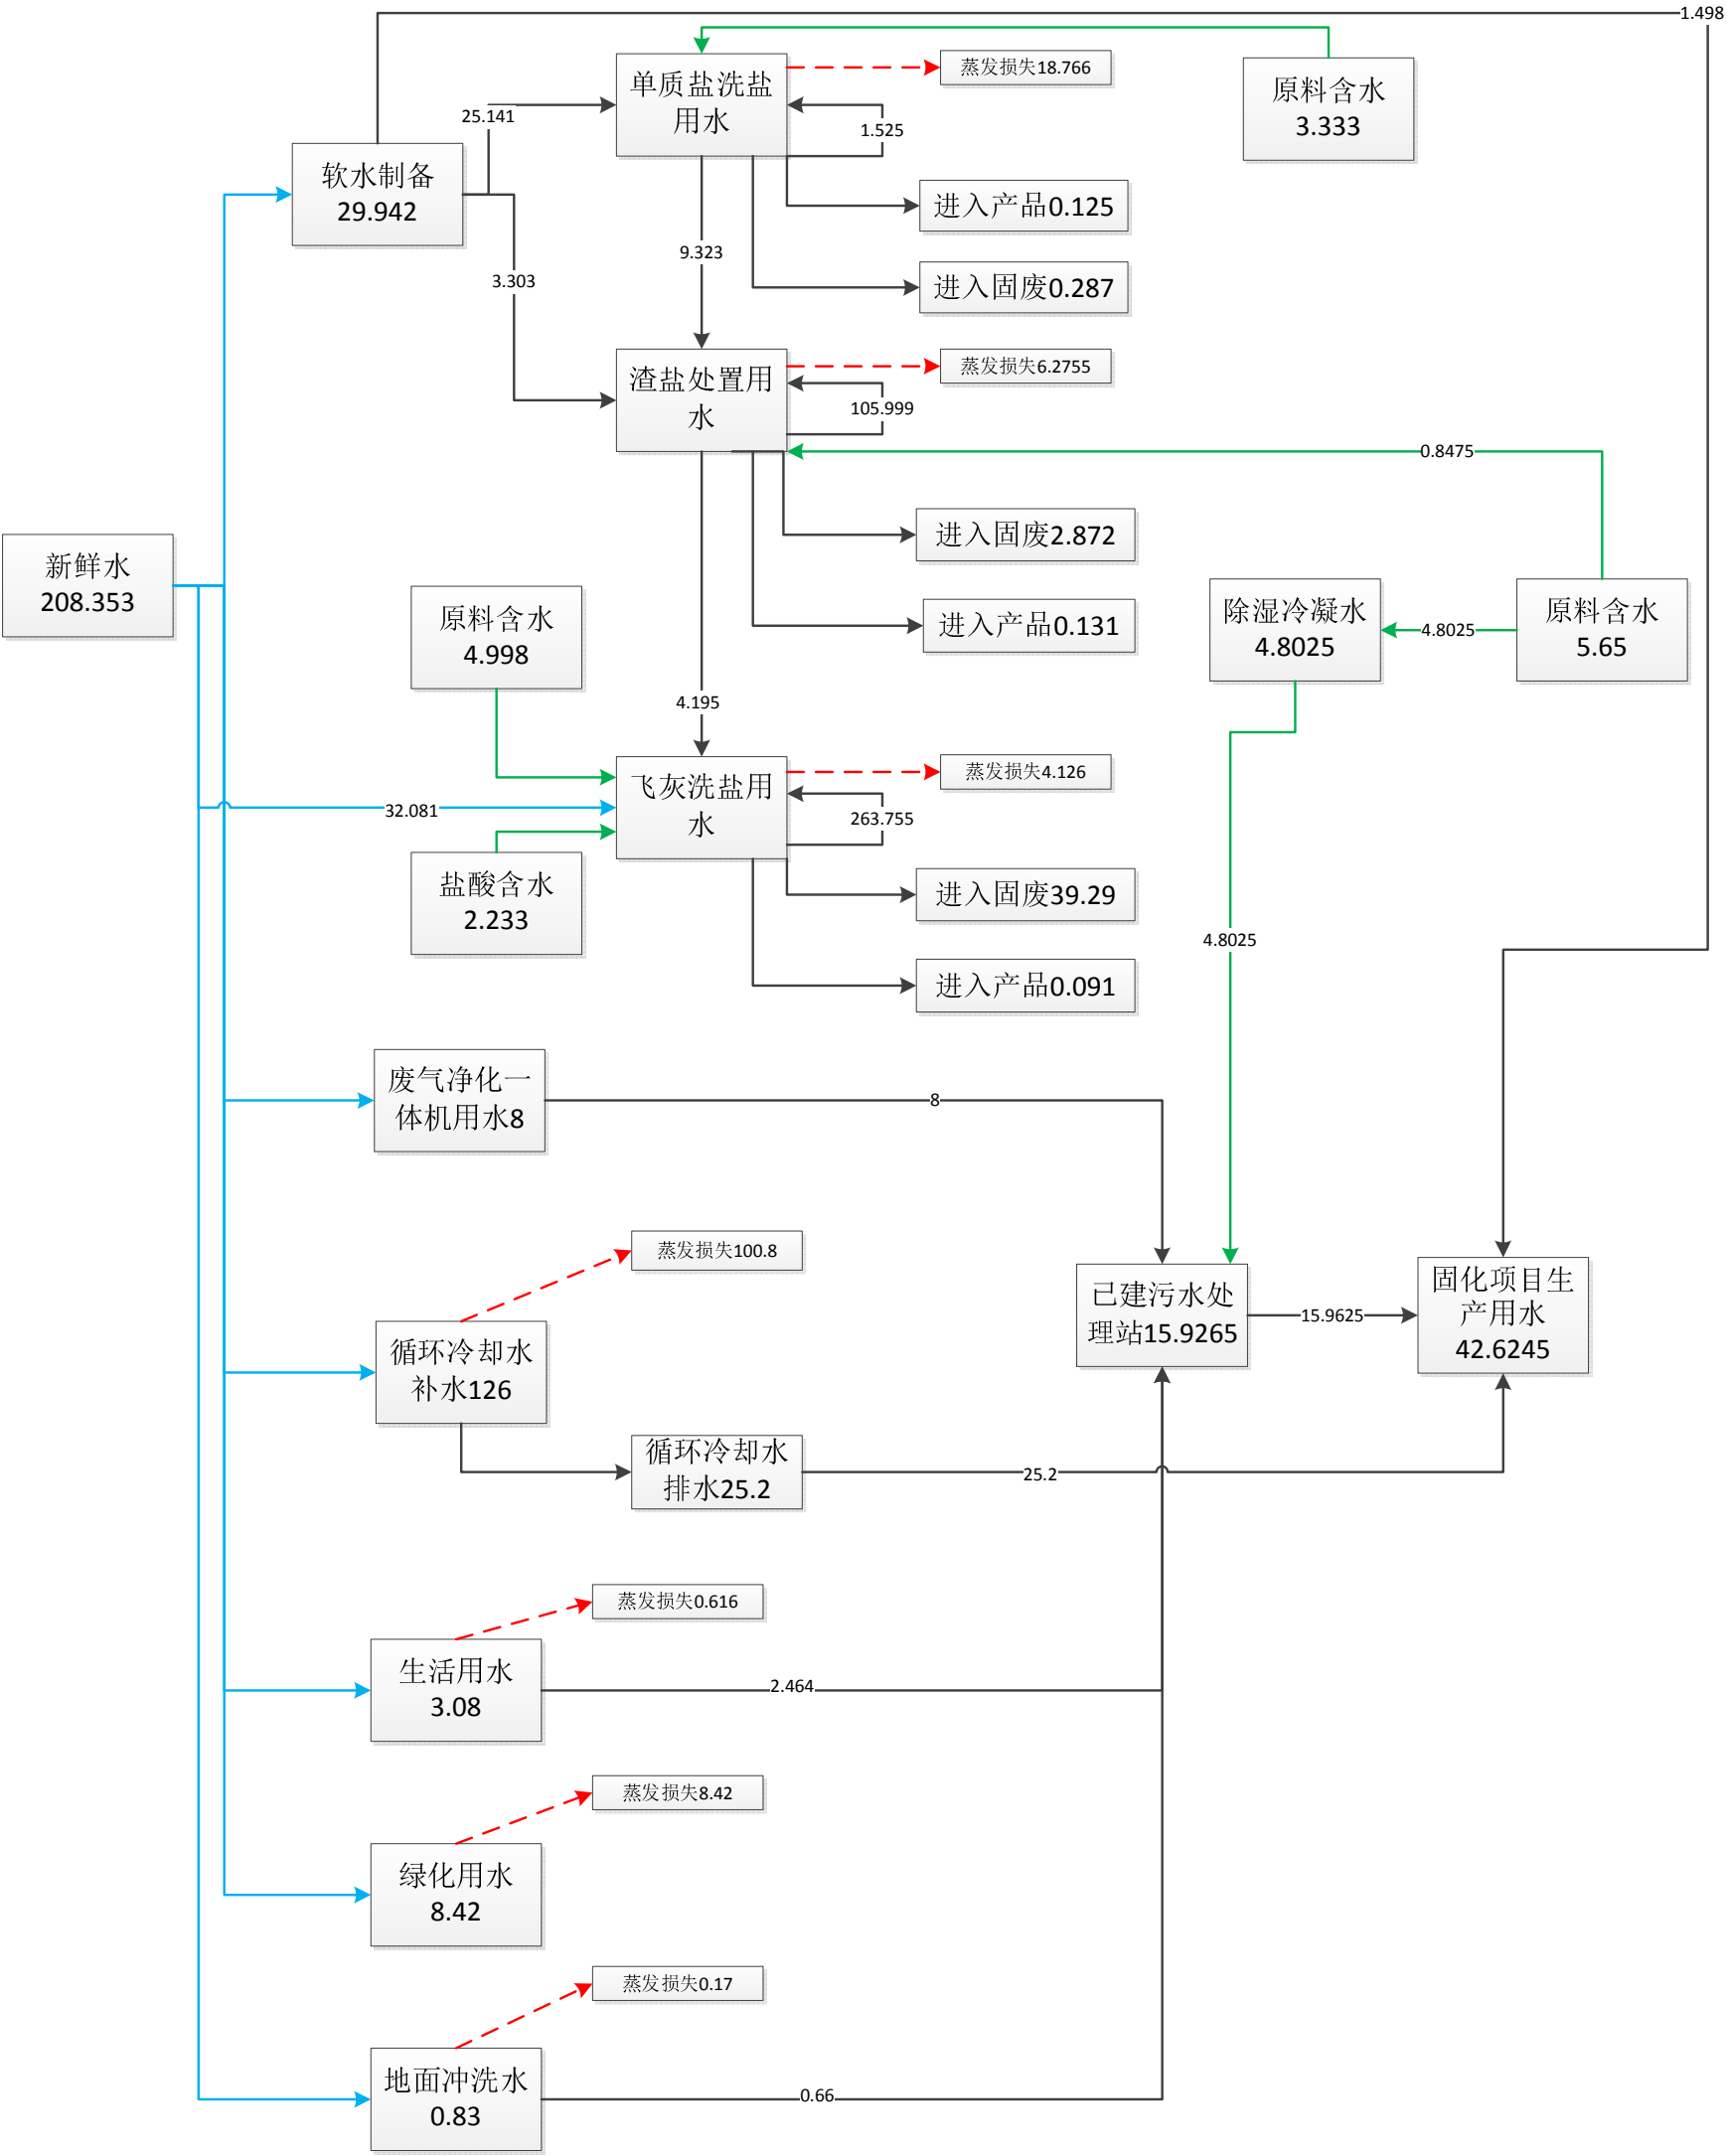 1.498
单质盐洗盐
用水
蒸发损失18.766
原料含水
3.333
25.141
1.525
软水制备
29.942
进入产品0.125
9.323
3.303
进入固废0.287
渣盐处置用
水
蒸发损失6.2755
105.999
0.8475
进入固废2.872
新鲜水
208.353
原料含水
4.998
进入产品0.131
除湿冷凝水
4.8025
4.8025
原料含水
5.65
4.195
飞灰洗盐用
水
蒸发损失4.126
32.081
263.755
盐酸含水
2.233
进入固废39.29
4.8025
进入产品0.091
废气净化一
体机用水8
8
蒸发损失100.8
已建污水处
理站15.9265
15.9625
固化项目生
产用水
42.6245
循环冷却水
补水126
循环冷却水
排水25.2
25.2
蒸发损失0.616
生活用水
3.08
2.464
蒸发损失8.42
绿化用水
8.42
蒸发损失0.17
地面冲洗水
0.83
0.66